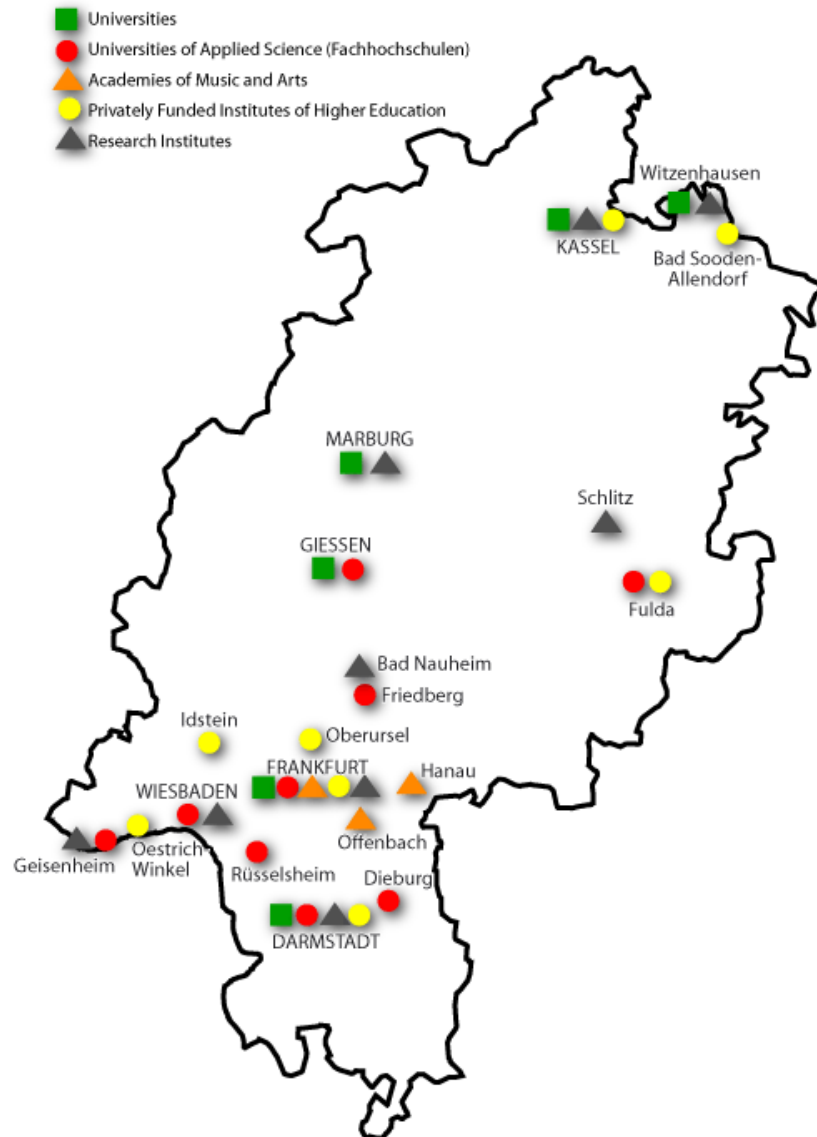 Universities
Universities of Applied Science (Fachhochschulen)
Academies of Music and Arts
Privately Funded Institutes of Higher Education
Research Institutes
Witzenhausen
KASSEL
Bad Sooden-
Allendorf
MARBURG
Schlitz
GIESSEN
Fulda
Bad Nauheim
Friedberg
Idstein
Oberursel
FRANKFURT
Hanau
WIESBADEN
Offenbach
Geisenheim
Oestrich-
Winkel
Rüsselsheim
Dieburg
DARMSTADT